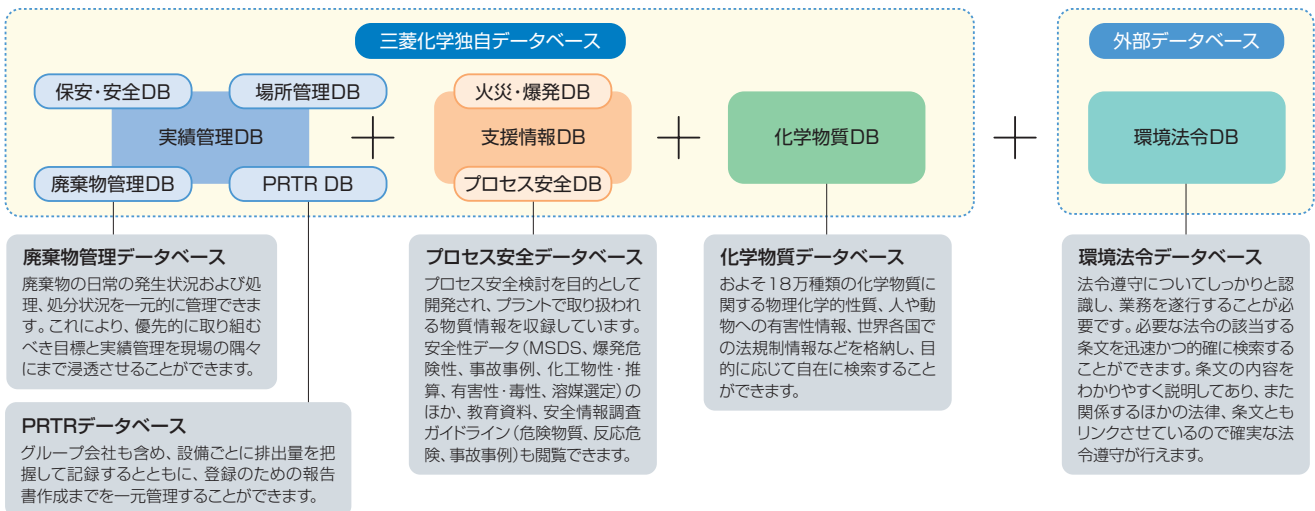 三菱化学独自データベース
外部データベース
保安・安全DB
場所管理DB
実績管理DB
廃棄物管理DB
PRTR DB
火災・爆発DB
支援情報DB
プロセス安全DB
化学物質DB
環境法令DB
廃棄物管理データベース
廃棄物の日常の発生状況および処
理、処分状況を一元的に管理できま
す。これにより、優先的に取り組む
べき目標と実績管理を現場の隅々
にまで浸透させることができます。
PRTRデータベース
グループ会社も含め、設備ごとに排出量を把
握して記録するとともに、登録のための報告
書作成までを一元管理することができます。
プロセス安全データベース
プロセス安全検討を目的として
開発され、プラントで取り扱われ
る物質情報を収録しています。
安全性データ(MSDS、爆発危
険性、事故事例、化工物性・推
算、有害性・毒性、溶媒選定)の
ほか、教育資料、安全情報調査
ガイドライン(危険物質、反応危
険、事故事例)も閲覧できます。
化学物質データベース
およそ18万種類の化学物質に
関する物理化学的性質、人や動
物への有害性情報、世界各国で
の法規制情報などを格納し、目
的に応じて自在に検索すること
ができます。
環境法令データベース
法令遵守についてしっかりと認
識し、業務を遂行することが必
要です。必要な法令の該当する
条文を迅速かつ的確に検索する
ことができます。条文の内容を
わかりやすく説明してあり、また
関係するほかの法律、条文とも
リンクさせているので確実な法
令遵守が行えます。